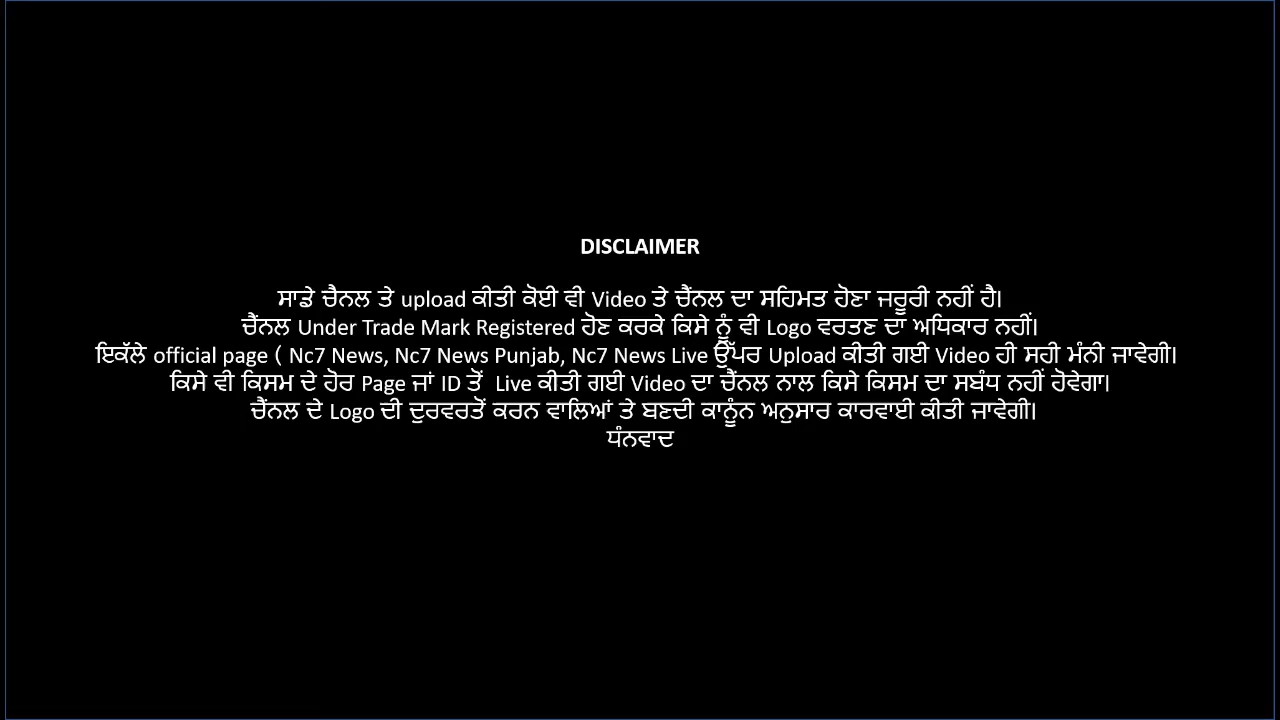 DISCLAIMER
ਸਾਡੇ ਚੈਨਲ ਤੇ upload ਕੀਤੀ ਕੋਈ ਵੀ Video ਤੇ ਚੈਂਨਲ ਦਾ ਸਹਿਮਤ ਹੋਣਾ ਜਰੂਰੀ ਨਹੀਂ ਹੈ।
ਚੈਂਨਲ Under Trade Mark Registered ਹੋਣ ਕਰਕੇ ਕਿਸੇ ਨੂੰ ਵੀ Logo ਵਰਤਣ ਦਾ ਅਧਿਕਾਰ ਨਹੀਂ।
ਇਕੱਲੇ official page ( Nc7 News, Nc7 News Punjab, Nc7 News Live ਉੱਪਰ Upload ਕੀਤੀ ਗਈ Video ਹੀ ਸਹੀ ਮੰਨੀ ਜਾਵੇਗੀ।
ਕਿਸੇ ਵੀ ਕਿਸਮ ਦੇ ਹੋਰ Page ਜਾਂ ID ਤੋਂ Live ਕੀਤੀ ਗਈ Video ਦਾ ਚੈਂਨਲ ਨਾਲ ਕਿਸੇ ਕਿਸਮ ਦਾ ਸਬੰਧ ਨਹੀਂ ਹੋਵੇਗਾ।
ਚੈਂਨਲ ਦੇ Logo ਦੀ ਦੁਰਵਰਤੋਂ ਕਰਨ ਵਾਲਿਆਂ ਤੇ ਬਣਦੀ ਕਾਨੂੰਨ ਅਨੁਸਾਰ ਕਾਰਵਾਈ ਕੀਤੀ ਜਾਵੇਗੀ।
ਧੰਨਵਾਦ